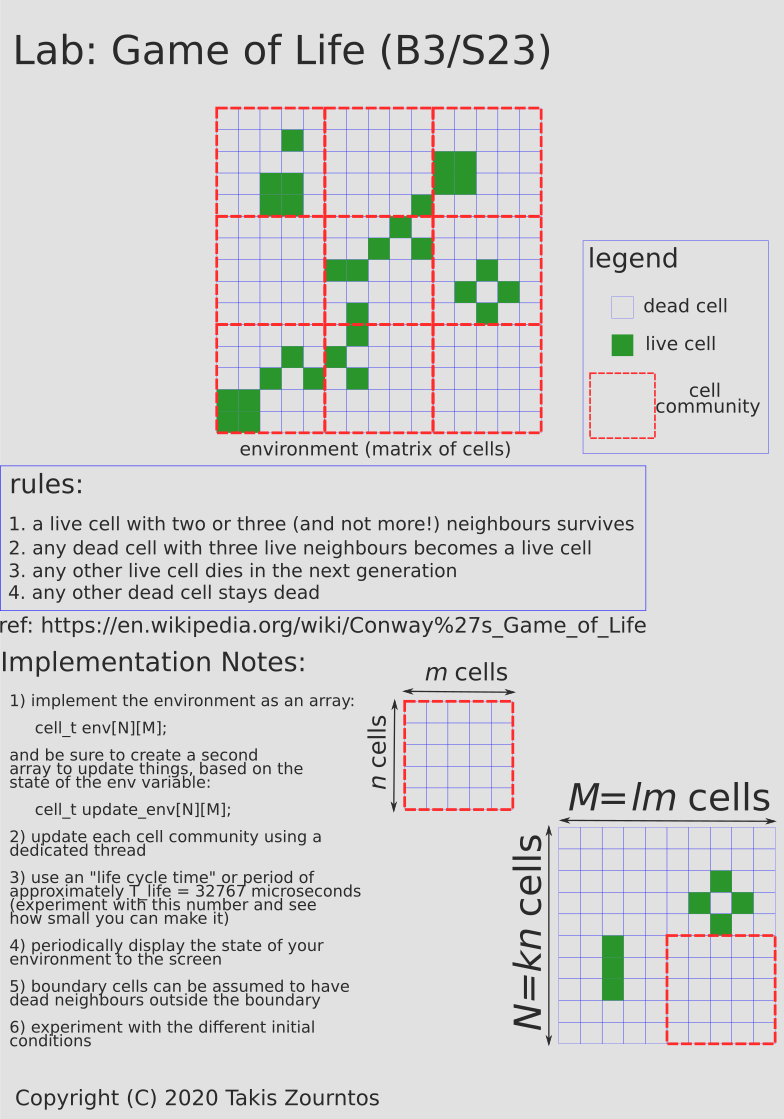 Lab: Game of Life (B3/S23)
legend
dead cell
live cell
cell
community
environment (matrix of cells)
rules:
1. a live cell with two or three (and not more!) neighbours survives
2. any dead cell with three live neighbours becomes a live cell
3. any other live cell dies in the next generation
4. any other dead cell stays dead
ref: https://en.wikipedia.org/wiki/Conway%27s_Game_of_Life
Implementation Notes:
1) implement the environment as an array:
cell_t env[N][M];
and be sure to create a second
array to update things, based on the
state of the env variable:
cell_t update_env[N][M];
2) update each cell community using a
dedicated thread
3) use an "life cycle time" or period of
approximately T_life = 32767 microseconds
(experiment with this number and see
how small you can make it)
4) periodically display the state of your
environment to the screen
5) boundary cells can be assumed to have
dead neighbours outside the boundary
6) experiment with the different initial
conditions
m cells
n cells
M=lm cells
N=kn cells
Copyright (C) 2020 Takis Zourntos